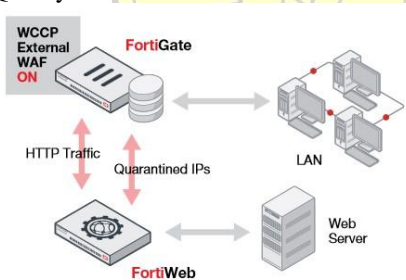 WCCP
External
WAF
ON
FortiGate
HTTP Traffic
Quarantined IPs
LAN
Web
Server
FortiWeb